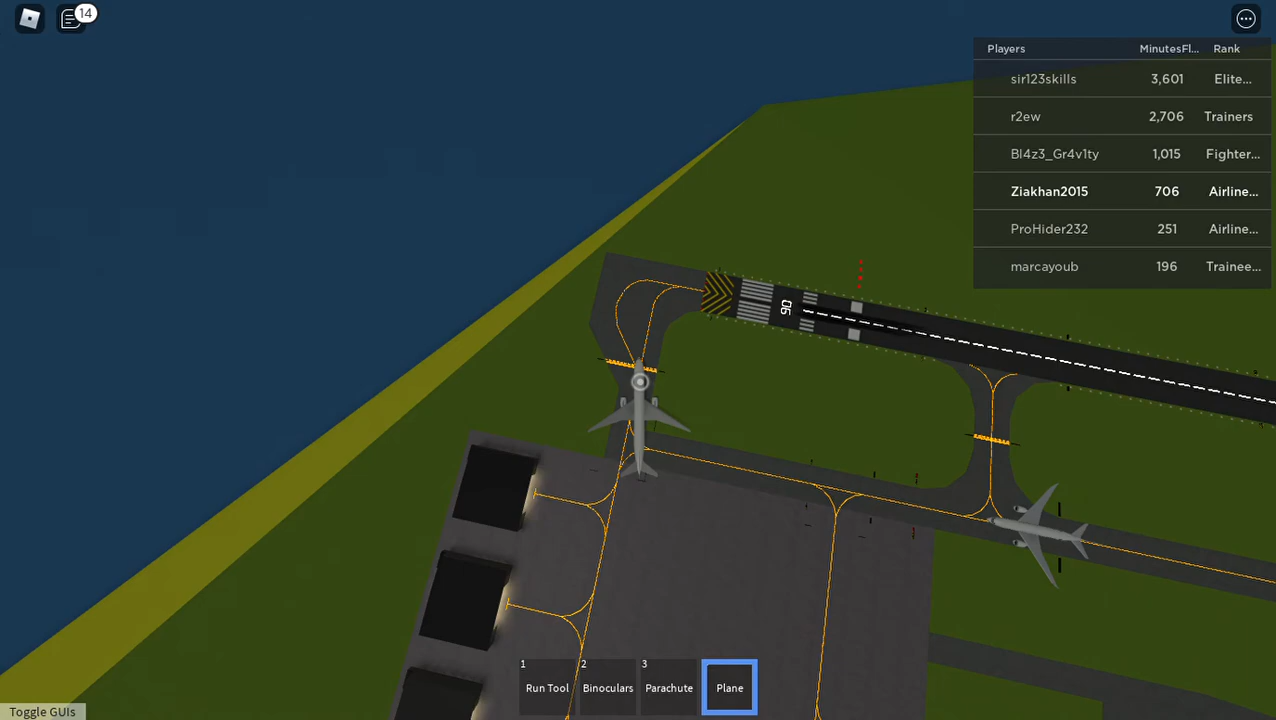 14
Players MinutesFl... Rank
sir123skills 3,601 Elite...
r2ew 2,706 Trainers
Bl4z3_Gr4v1ty 1,015 Fighter...
Ziakhan2015 706 Airline...
ProHider232 251 Airline...
marcayoub 196 Trainee...
06
1 Run Tool
2 Binoculars
3 Parachute
Plane
Toggle GUIs